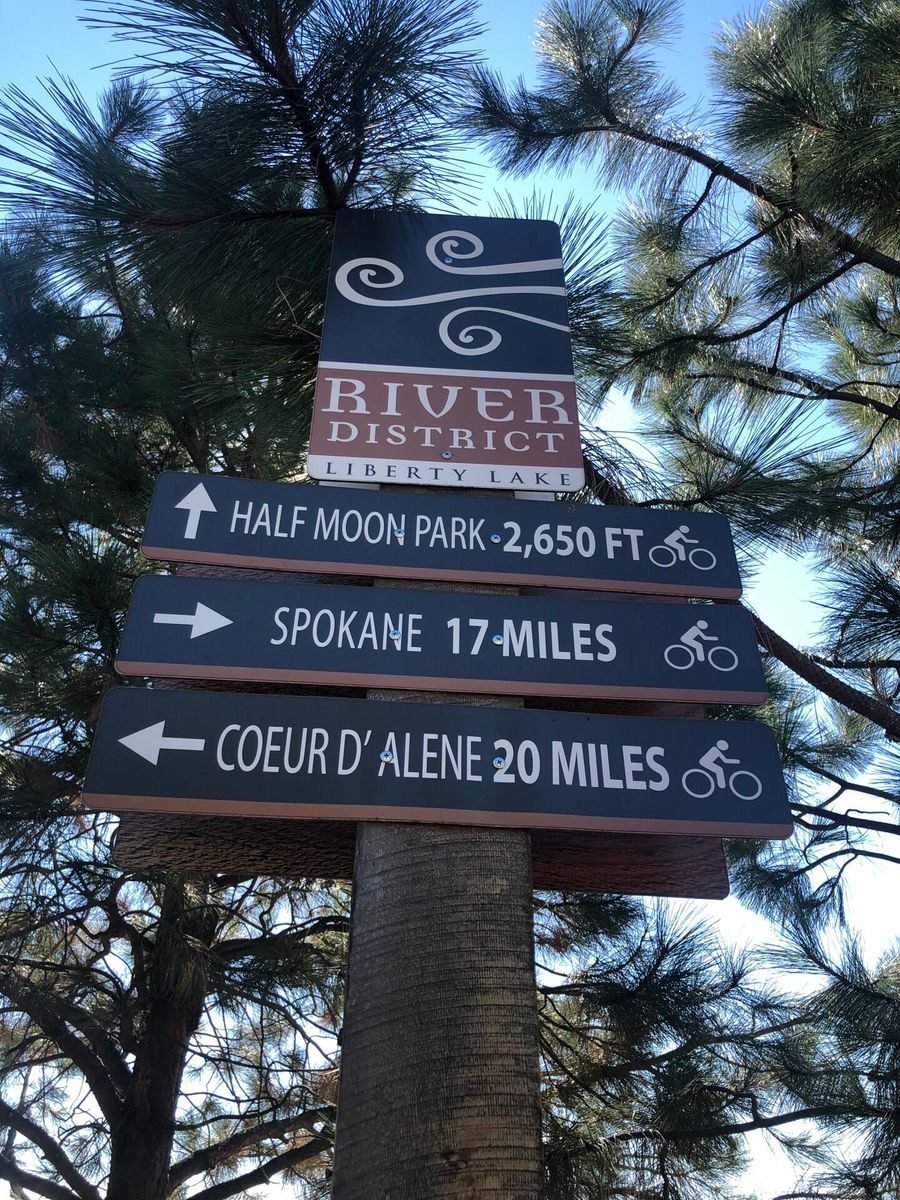 RIVER
DISTRICT
LIBERTY LAKE
HALF MOON PARK 2,650 FT
SPOKANE 17 MILES
COEUR D' ALENE 20 MILES